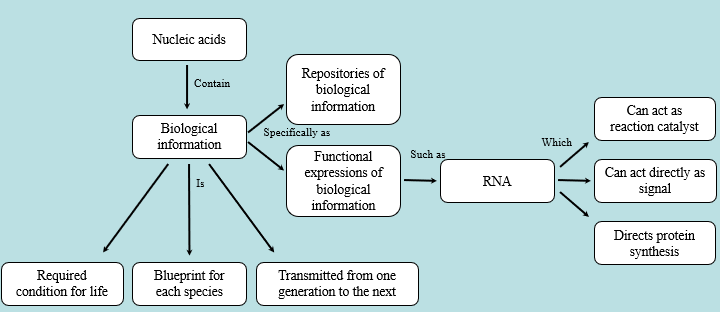 Nucleic acids
Contain
Biological
information
Specifically as
Repositories of
biological
information
Functional
expressions of
biological
information
Such as
RNA
Which
Can act as
reaction catalyst
Can act directly as
signal
Directs protein
synthesis
Is
Required
condition for life
Blueprint for
each species
Transmitted from one
generation to the next